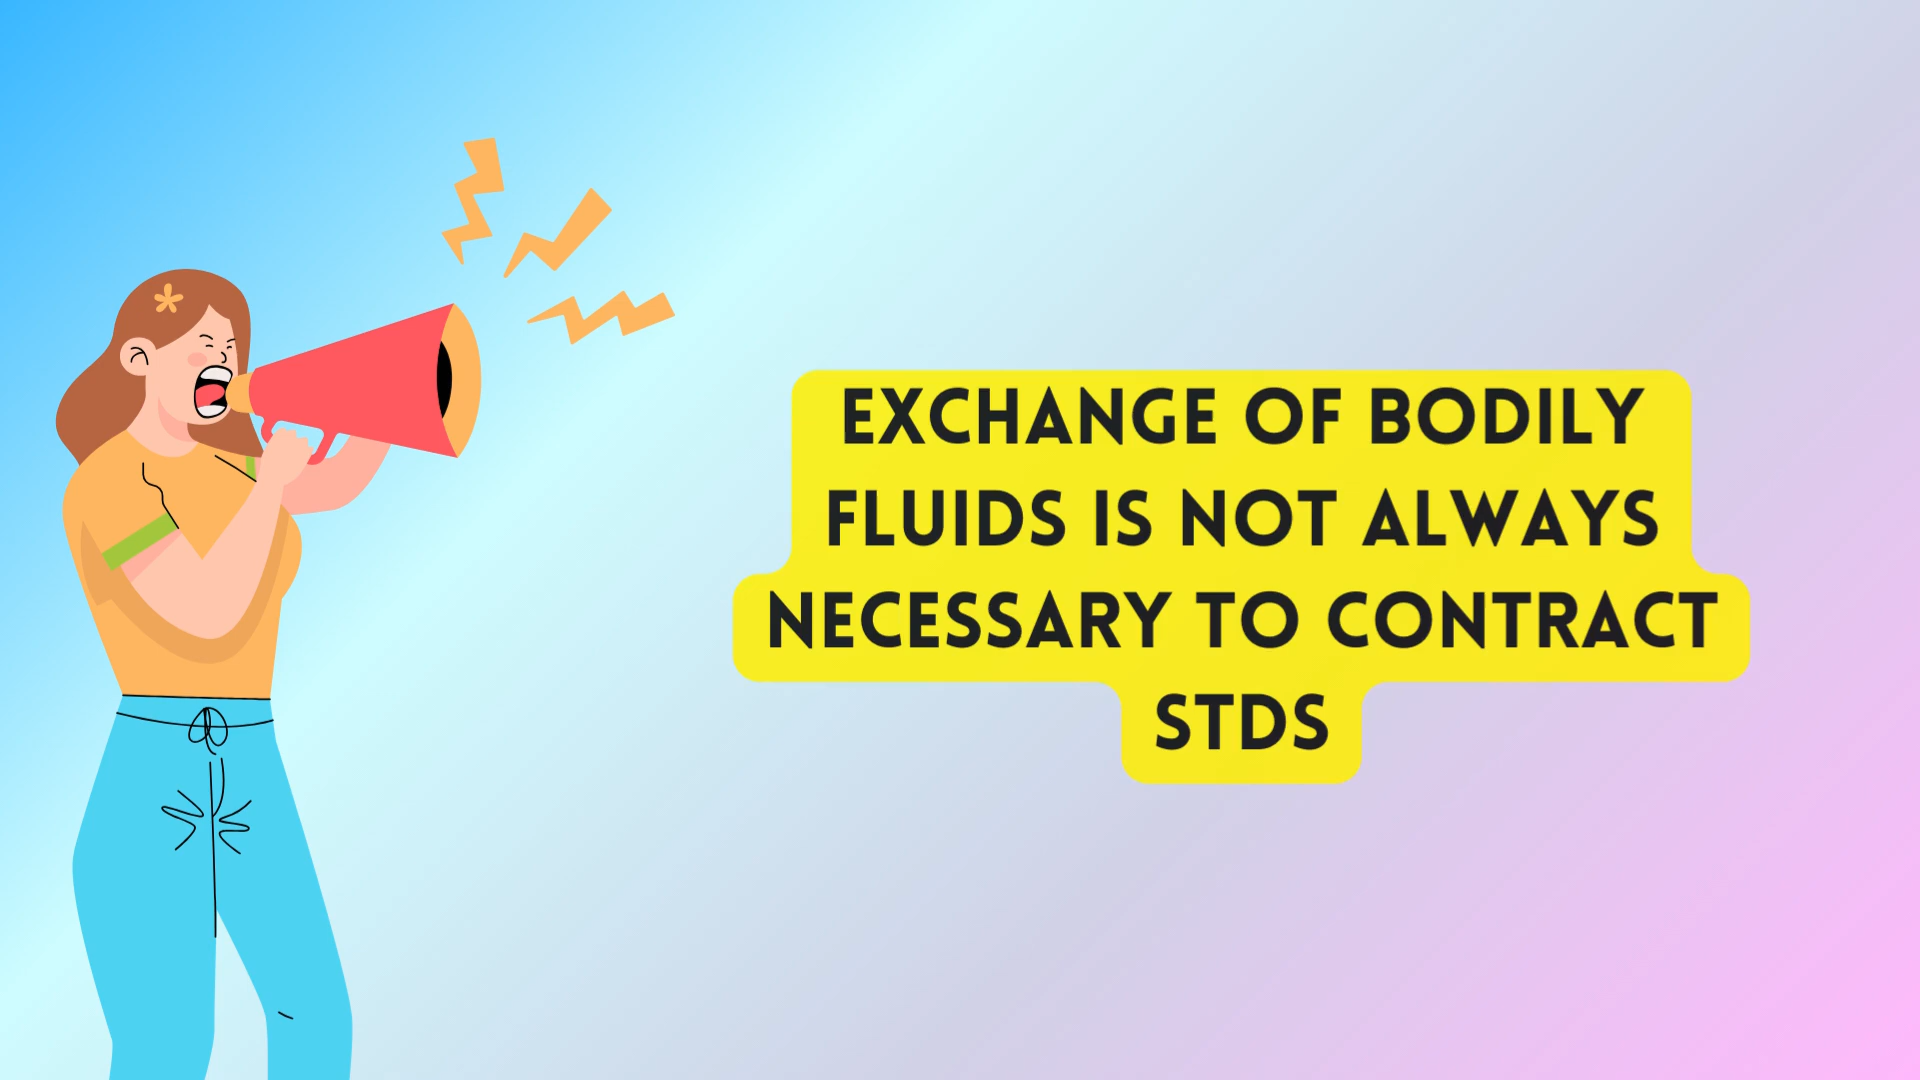 EXCHANGE OF BODILY
FLUIDS IS NOT ALWAYS
NECESSARY TO CONTRACT
STDS